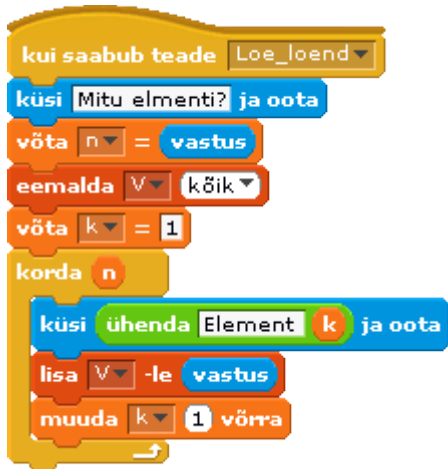 kui saabub teade Loe_loend
küsi Mitu elmenti? ja oota
võta n = vastus
eemalda V kõik
võta k = 1
korda n
küsi ühenda Element k ja oota
lisa V -le vastus
muuda k 1 võrra